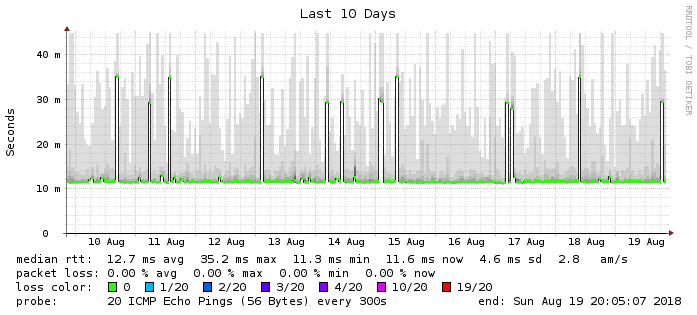 Last 10 Days
RRDTOOL / TOBI OETIKER
Seconds
40 m
30 m
20 m
10 m
0
10 Aug 11 Aug 12 Aug 13 Aug 14 Aug 15 Aug 16 Aug 17 Aug 18 Aug 19 Aug
median rtt: 12.7 ms avg 35.2 ms max 11.3 ms min 11.6 ms now 4.6 ms sd 2.8 am/s
packet loss: 0.00 % avg 0.00 % max 0.00 % min 0.00 % now
loss color: 0 1/20 2/20 3/20 4/20 10/20 19/20
probe: 20 ICMP Echo Pings (56 Bytes) every 300s end: Sun Aug 19 20:05:07 2018